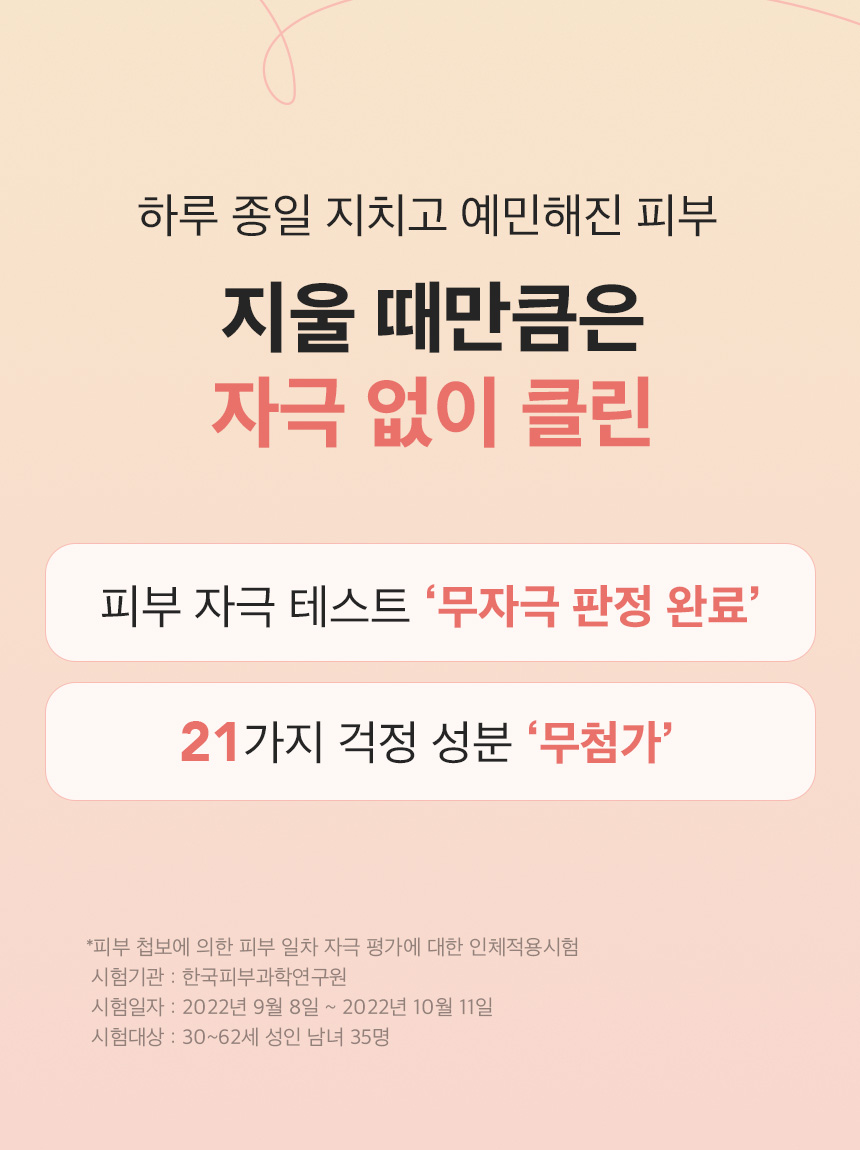 하루 종일 지치고 예민해진 피부
지울 때만큼은
자극 없이 클린
피부 자극 테스트 ‘무자극 판정 완료’
21가지 걱정 성분 ‘무첨가’
*피부 첩보에 의한 피부 일차 자극 평가에 대한 인체적용시험
시험기관 : 한국피부과학연구원
시험일자 : 2022년 9월 8일 ~ 2022년 10월 11일
시험대상 : 30~62세 성인 남녀 35명